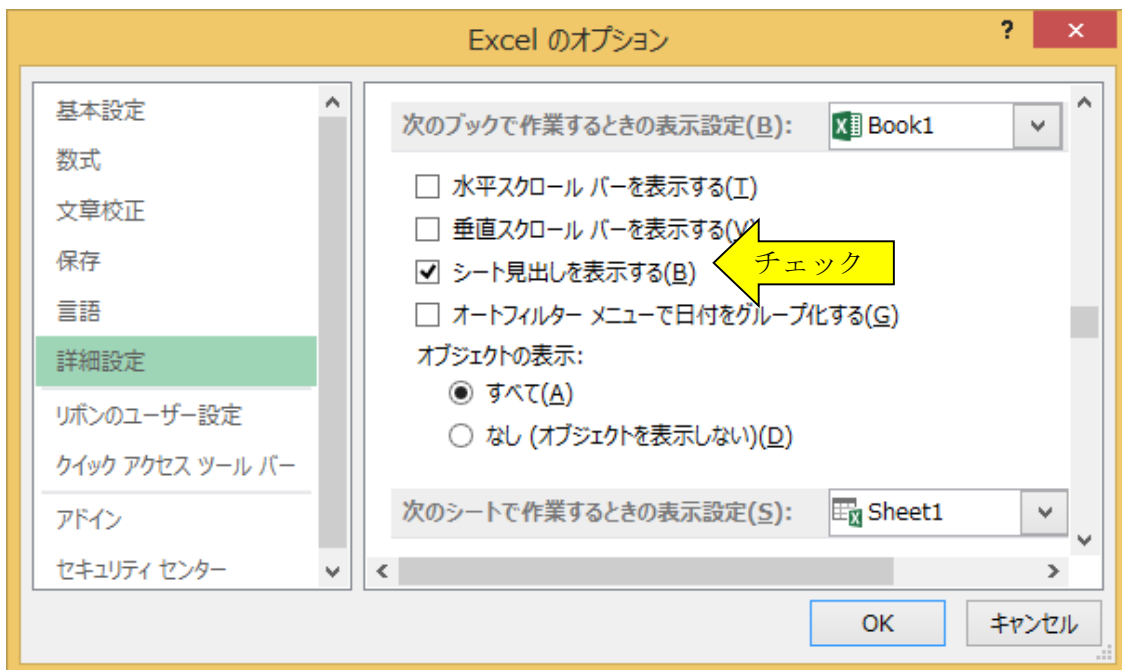 Excel のオプション
?
基本設定
数式
文章校正
保存
言語
詳細設定
リボンのユーザー設定
クイック アクセス ツール バー
アドイン
セキュリティ センター
次のブックで作業するときの表示設定(B):
Book1
水平スクロール バーを表示する(T)
垂直スクロール バーを表示する(V)
シート見出しを表示する(B)
チェック
オートフィルター メニューで日付をグループ化する(G)
オブジェクトの表示:
すべて(A)
なし (オブジェクトを表示しない)(D)
次のシートで作業するときの表示設定(S):
Sheet1
OK
キャンセル